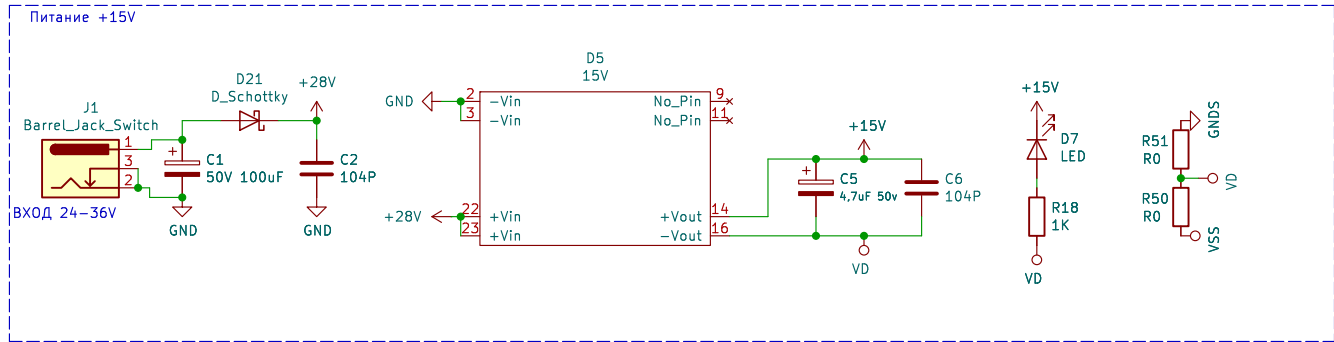 Питание +15V
J1
Barrel_Jack_Switch
1
3
2
ВХОД 24-36V
D21
D_Schottky
+28V
+
C1
50V 100uF
GND
C2
104P
GND
D5
15V
GND
2
3
-Vin
-Vin
No_Pin
No_Pin
9
11
+28V
22
23
+Vin
+Vin
+Vout
-Vout
14
16
+15V
+
C5
4,7uF 50v
C6
104P
VD
+15V
D7
LED
R18
1K
VD
GNDS
R51
R0
VD
R50
R0
VSS